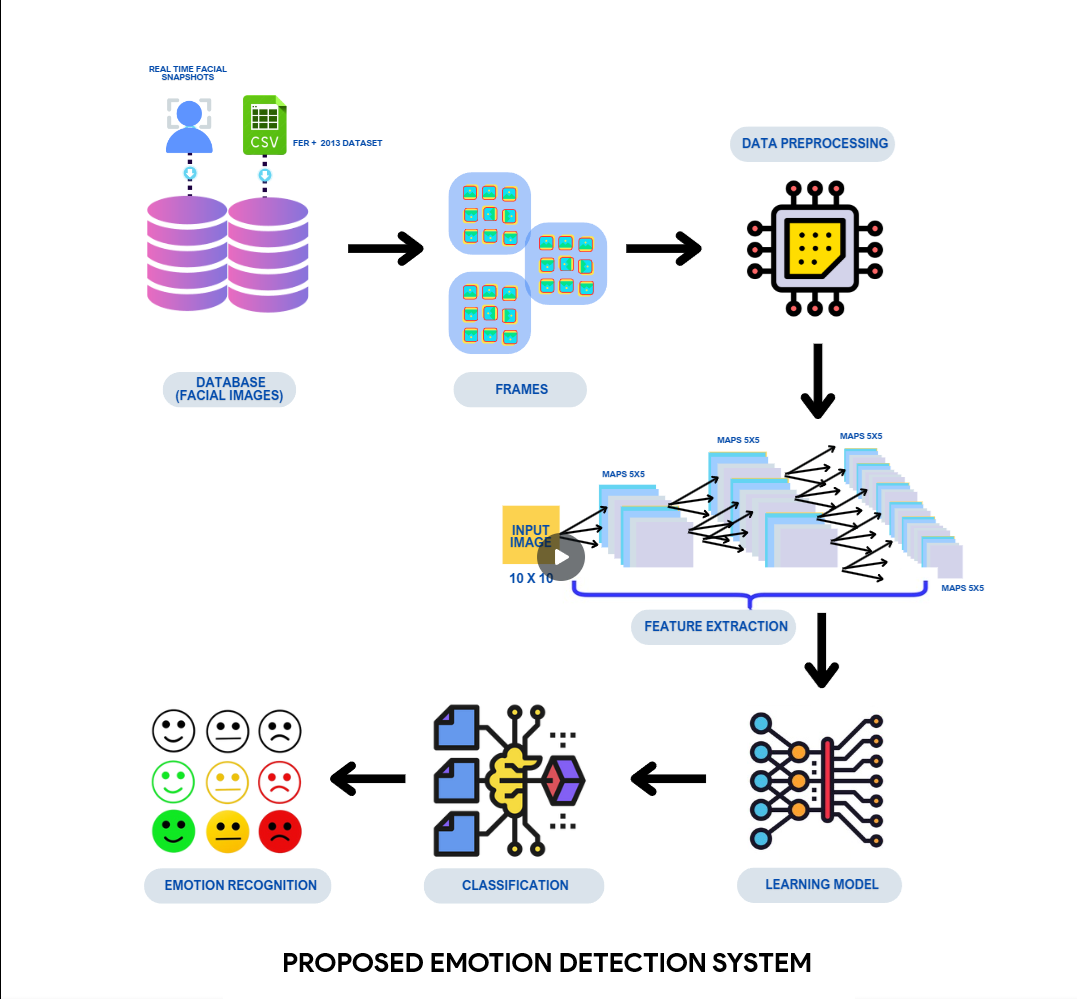 REAL TIME FACIAL
SNAPSHOTS
CSV
FER + 2013 DATASET
DATA PREPROCESSING
DATABASE
(FACIAL IMAGES)
FRAMES
MAPS 5X5
MAPS 5X5
MAPS 5X5
INPUT
IMAGE
10 X 10
MAPS 5X5
FEATURE EXTRACTION
EMOTION RECOGNITION
CLASSIFICATION
LEARNING MODEL
PROPOSED EMOTION DETECTION SYSTEM